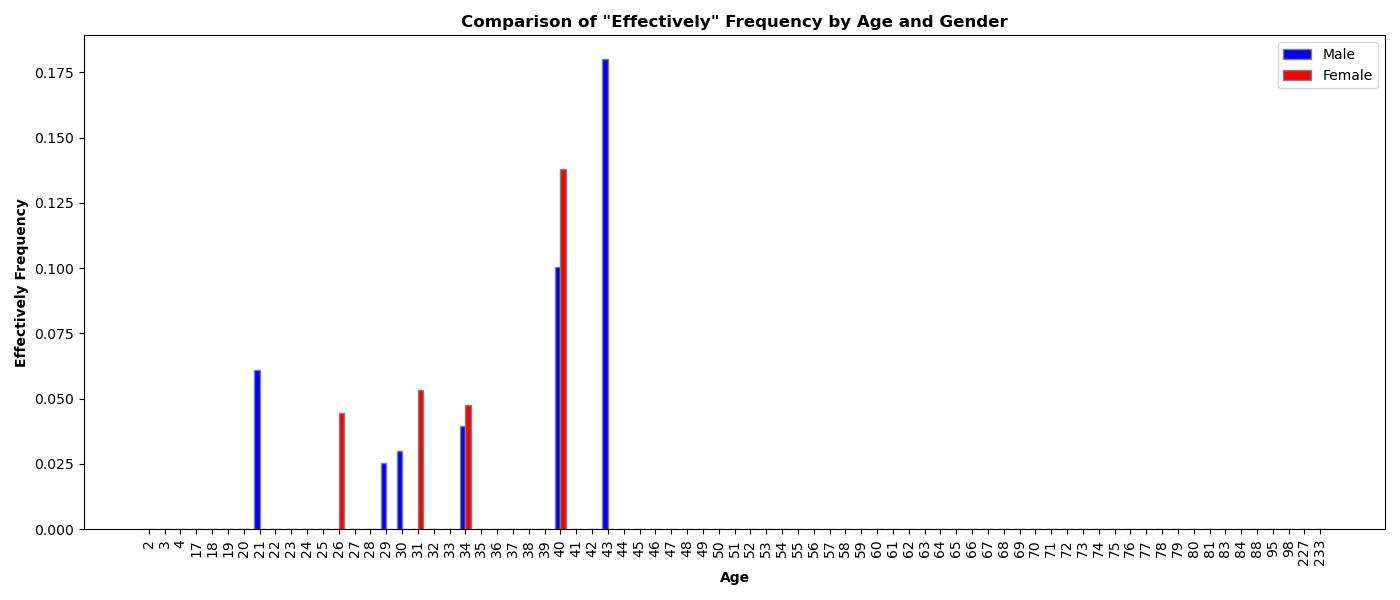 Comparison of "Effectively" Frequency by Age and Gender
Male
Female
0.175
0.150
0.125
0.100
0.075
0.050
0.025
0.000
Effectively Frequency
2 3 4 17 18 19 20 21 22 23 24 25 26 27 28 29 30 31 32 33 34 35 36 37 38 39 40 41 42 43 44 45 46 47 48 49 50 51 52 53 54 55 56 57 58 59 60 61 62 63 64 65 66 67 68 69 70 71 72 73 74 75 76 77 78 79 80 81 83 84 88 95 98 227 233
Age